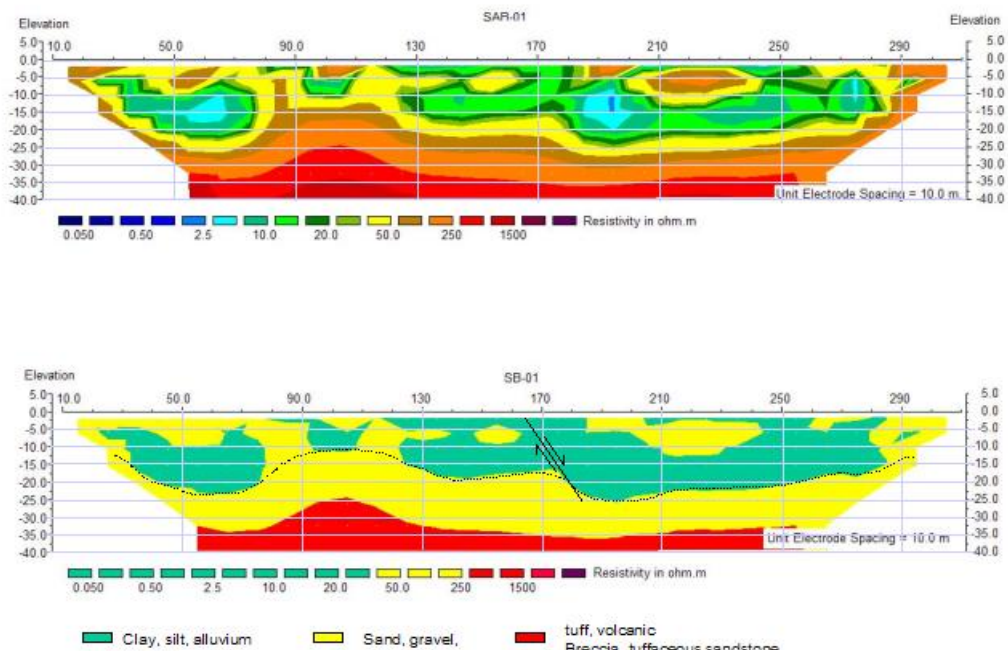 SAR-01
Elevation Elevation
10.0 50.0 90.0 130 170 210 250 290
5.0 5.0
0.0 0.0
-5.0 -5.0
-10.0 -10.0
-15.0 -15.0
-20.0 -20.0
-25.0 -25.0
-30.0 -30.0
-35.0 -35.0
-40.0 -40.0
Unit Electrode Spacing = 10.0 m.
Resistivity in ohm.m
0.050 0.50 2.5 10.0 20.0 50.0 250 1500
SB-01
Elevation Elevation
10.0 50.0 90.0 130 170 210 250 290
5.0 5.0
0.0 0.0
-5.0 -5.0
-10.0 -10.0
-15.0 -15.0
-20.0 -20.0
-25.0 -25.0
-30.0 -30.0
-35.0 -35.0
-40.0 -40.0
Unit Electrode Spacing = 10.0 m
Resistivity in ohm.m
0.050 0.50 2.5 10.0 20.0 50.0 250 1500
Clay, silt, alluvium
Sand, gravel,
tuff, volcanic
Breccia, tuffaceous sandstone